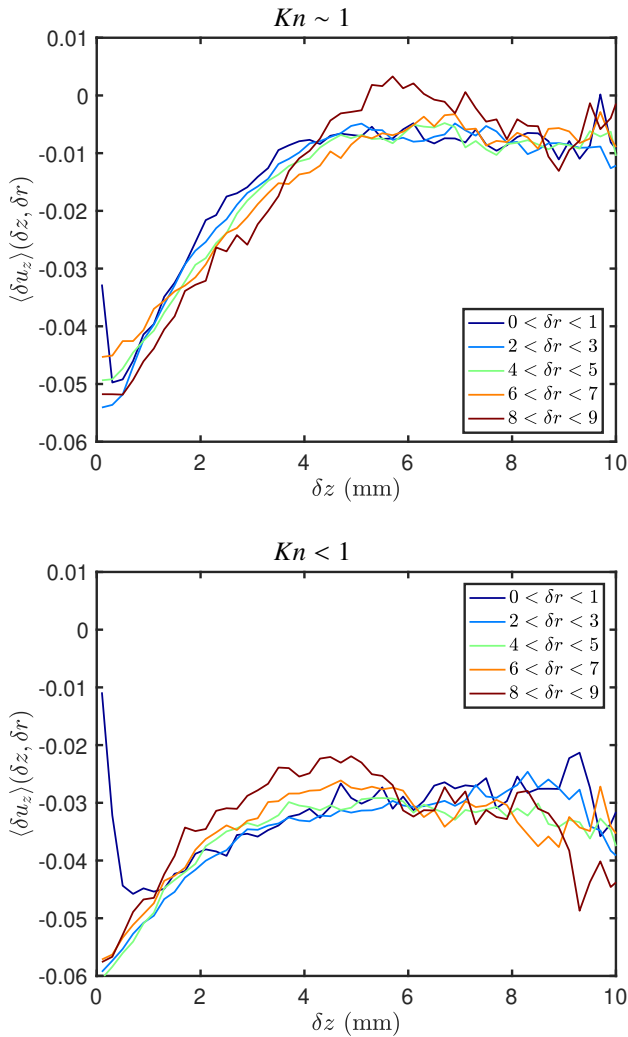 Kn ∼ 1
0.01
0
-0.01
-0.02
-0.03
-0.04
-0.05
-0.06
⟨δu_z⟩(δz, δr)
0 < δr < 1
2 < δr < 3
4 < δr < 5
6 < δr < 7
8 < δr < 9
0 2 4 6 8 10
δz (mm)
Kn < 1
0.01
0
-0.01
-0.02
-0.03
-0.04
-0.05
-0.06
⟨δu_z⟩(δz, δr)
0 < δr < 1
2 < δr < 3
4 < δr < 5
6 < δr < 7
8 < δr < 9
0 2 4 6 8 10
δz (mm)